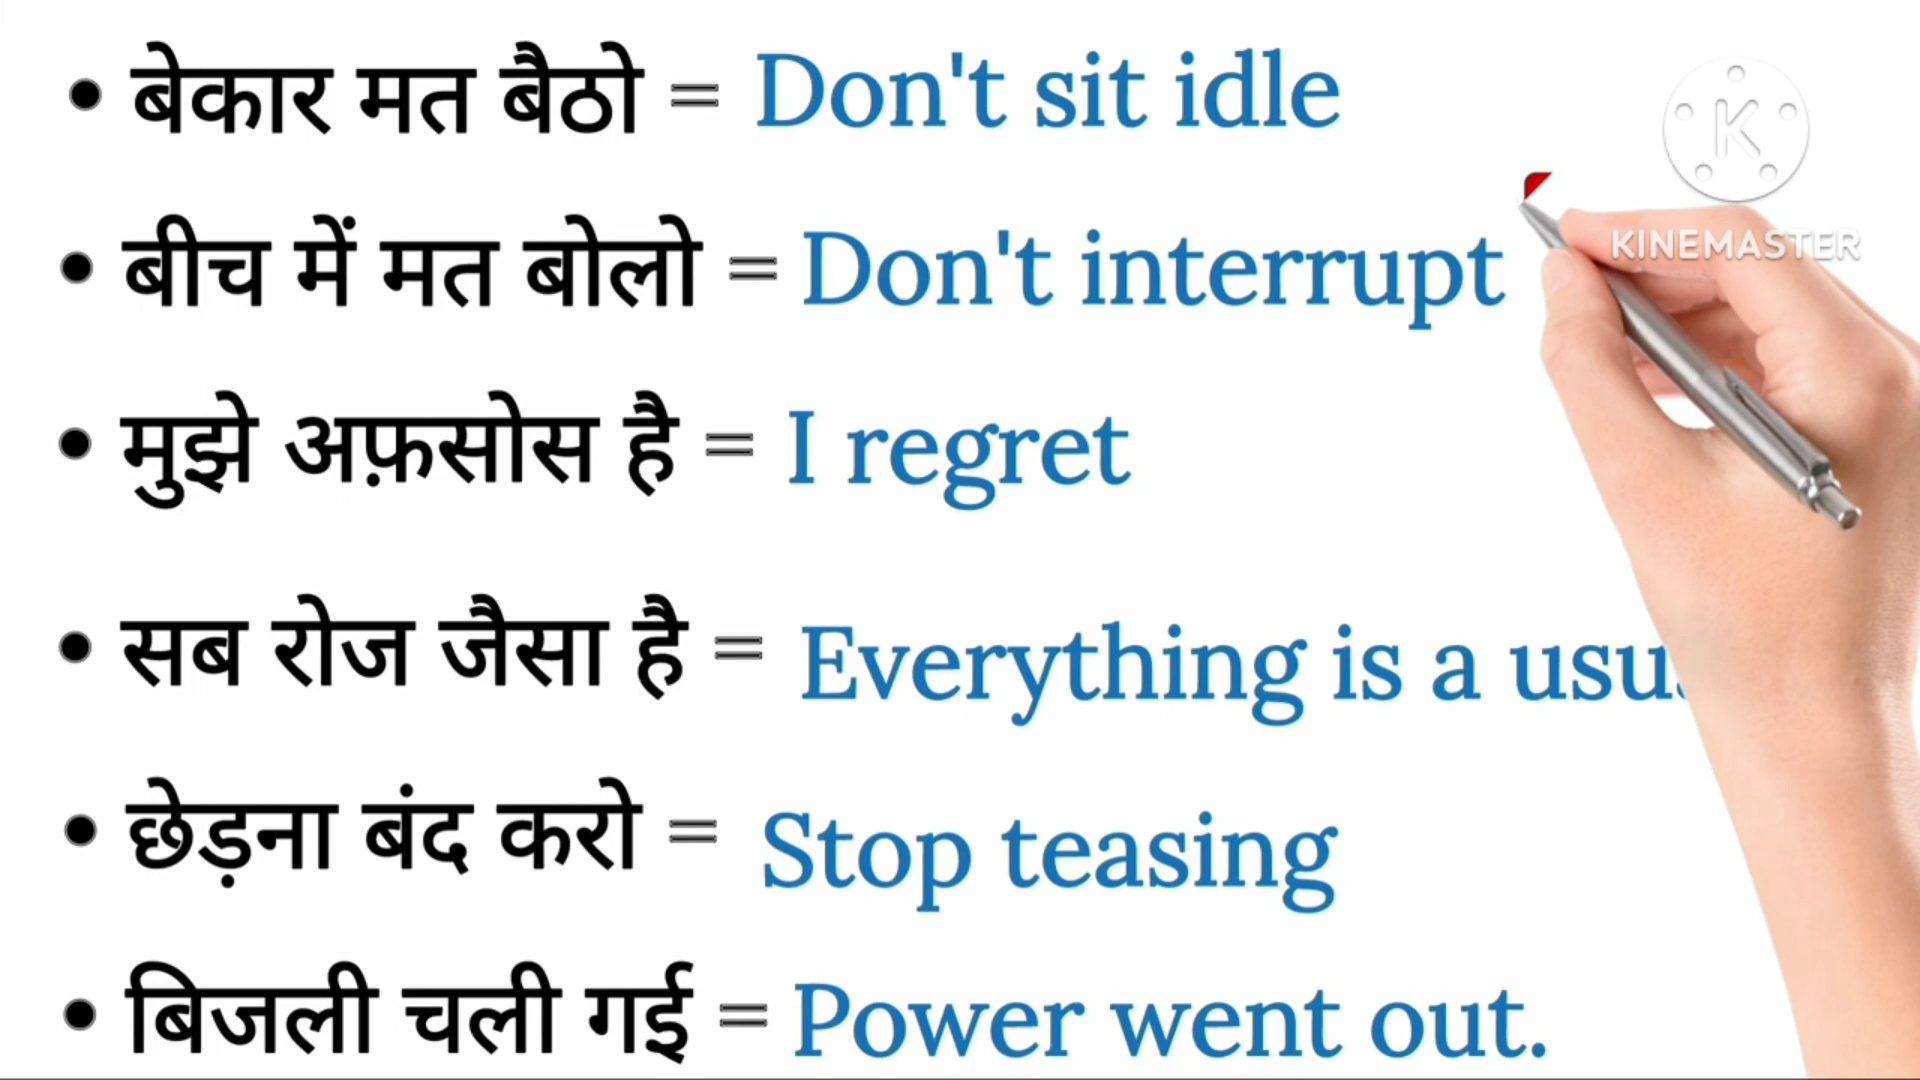 • बेकार मत बैठो = Don't sit idle
• बीच में मत बोलो = Don't interrupt
KINEMASTER
• मुझे अफ़सोस है = I regret
• सब रोज जैसा है = Everything is a
• छेड़ना बंद करो = Stop teasing
• बिजली चली गई = Power went out.